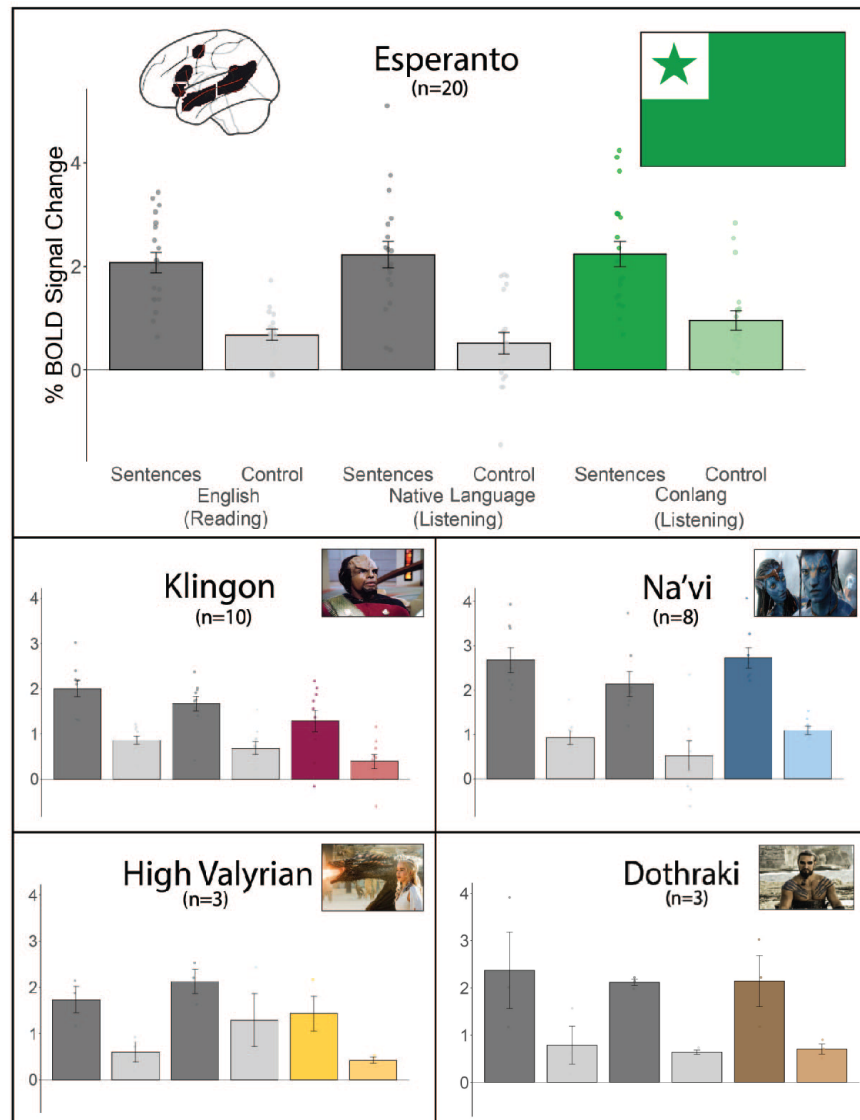 Esperanto
(n=20)
% BOLD Signal Change
4
2
0
Sentences Control Sentences Control Sentences Control
English Native Language Conlang
(Reading) (Listening) (Listening)
Klingon
(n=10)
4
3
2
1
0
Na'vi
(n=8)
4
3
2
1
0
High Valyrian
(n=3)
4
3
2
1
0
Dothraki
(n=3)
4
3
2
1
0